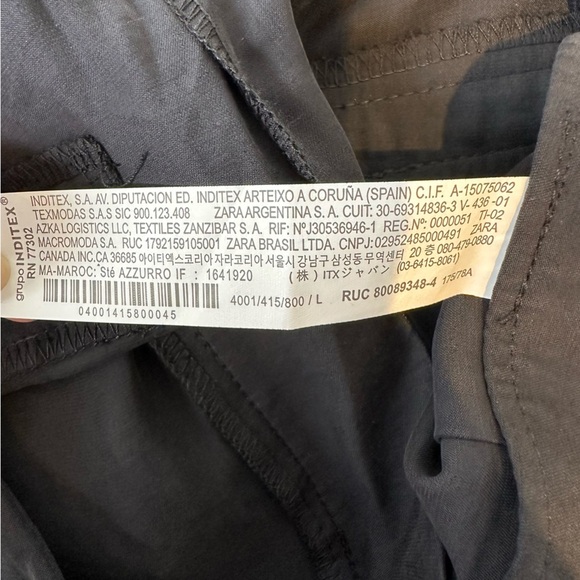 grupo INDITEX®
RN 77302
INDITEX, S.A. AV. DIPUTACION ED. INDITEX ARTEIXO A CORUÑA (SPAIN) C.I.F. A-15075062
TEXMODAS S.A.S SIC 900.123.408 ZARA ARGENTINA S. A. CUIT: 30-69314836-3 V- 436 -01
AZKA LOGISTICS LLC, TEXTILES ZANZIBAR S. A. RIF: NºJ30536946-1 REG.Nº: 0000051 TI-02
MACROMODA S.A. RUC 1792159105001 ZARA BRASIL LTDA. CNPJ:02952485000491 ZARA
CANADA INC.CA 36685 아이티엑스코리아 자라코리아 서울시 강남구 삼성동 무역센터 20 층 080-479-0880
MA-MAROC: Sté AZZURRO IF : 1641920 (株) ITX ジャパン (03-6415-8061)
4001/415/800 / L RUC 80089348-4 175/78A
04001415800045